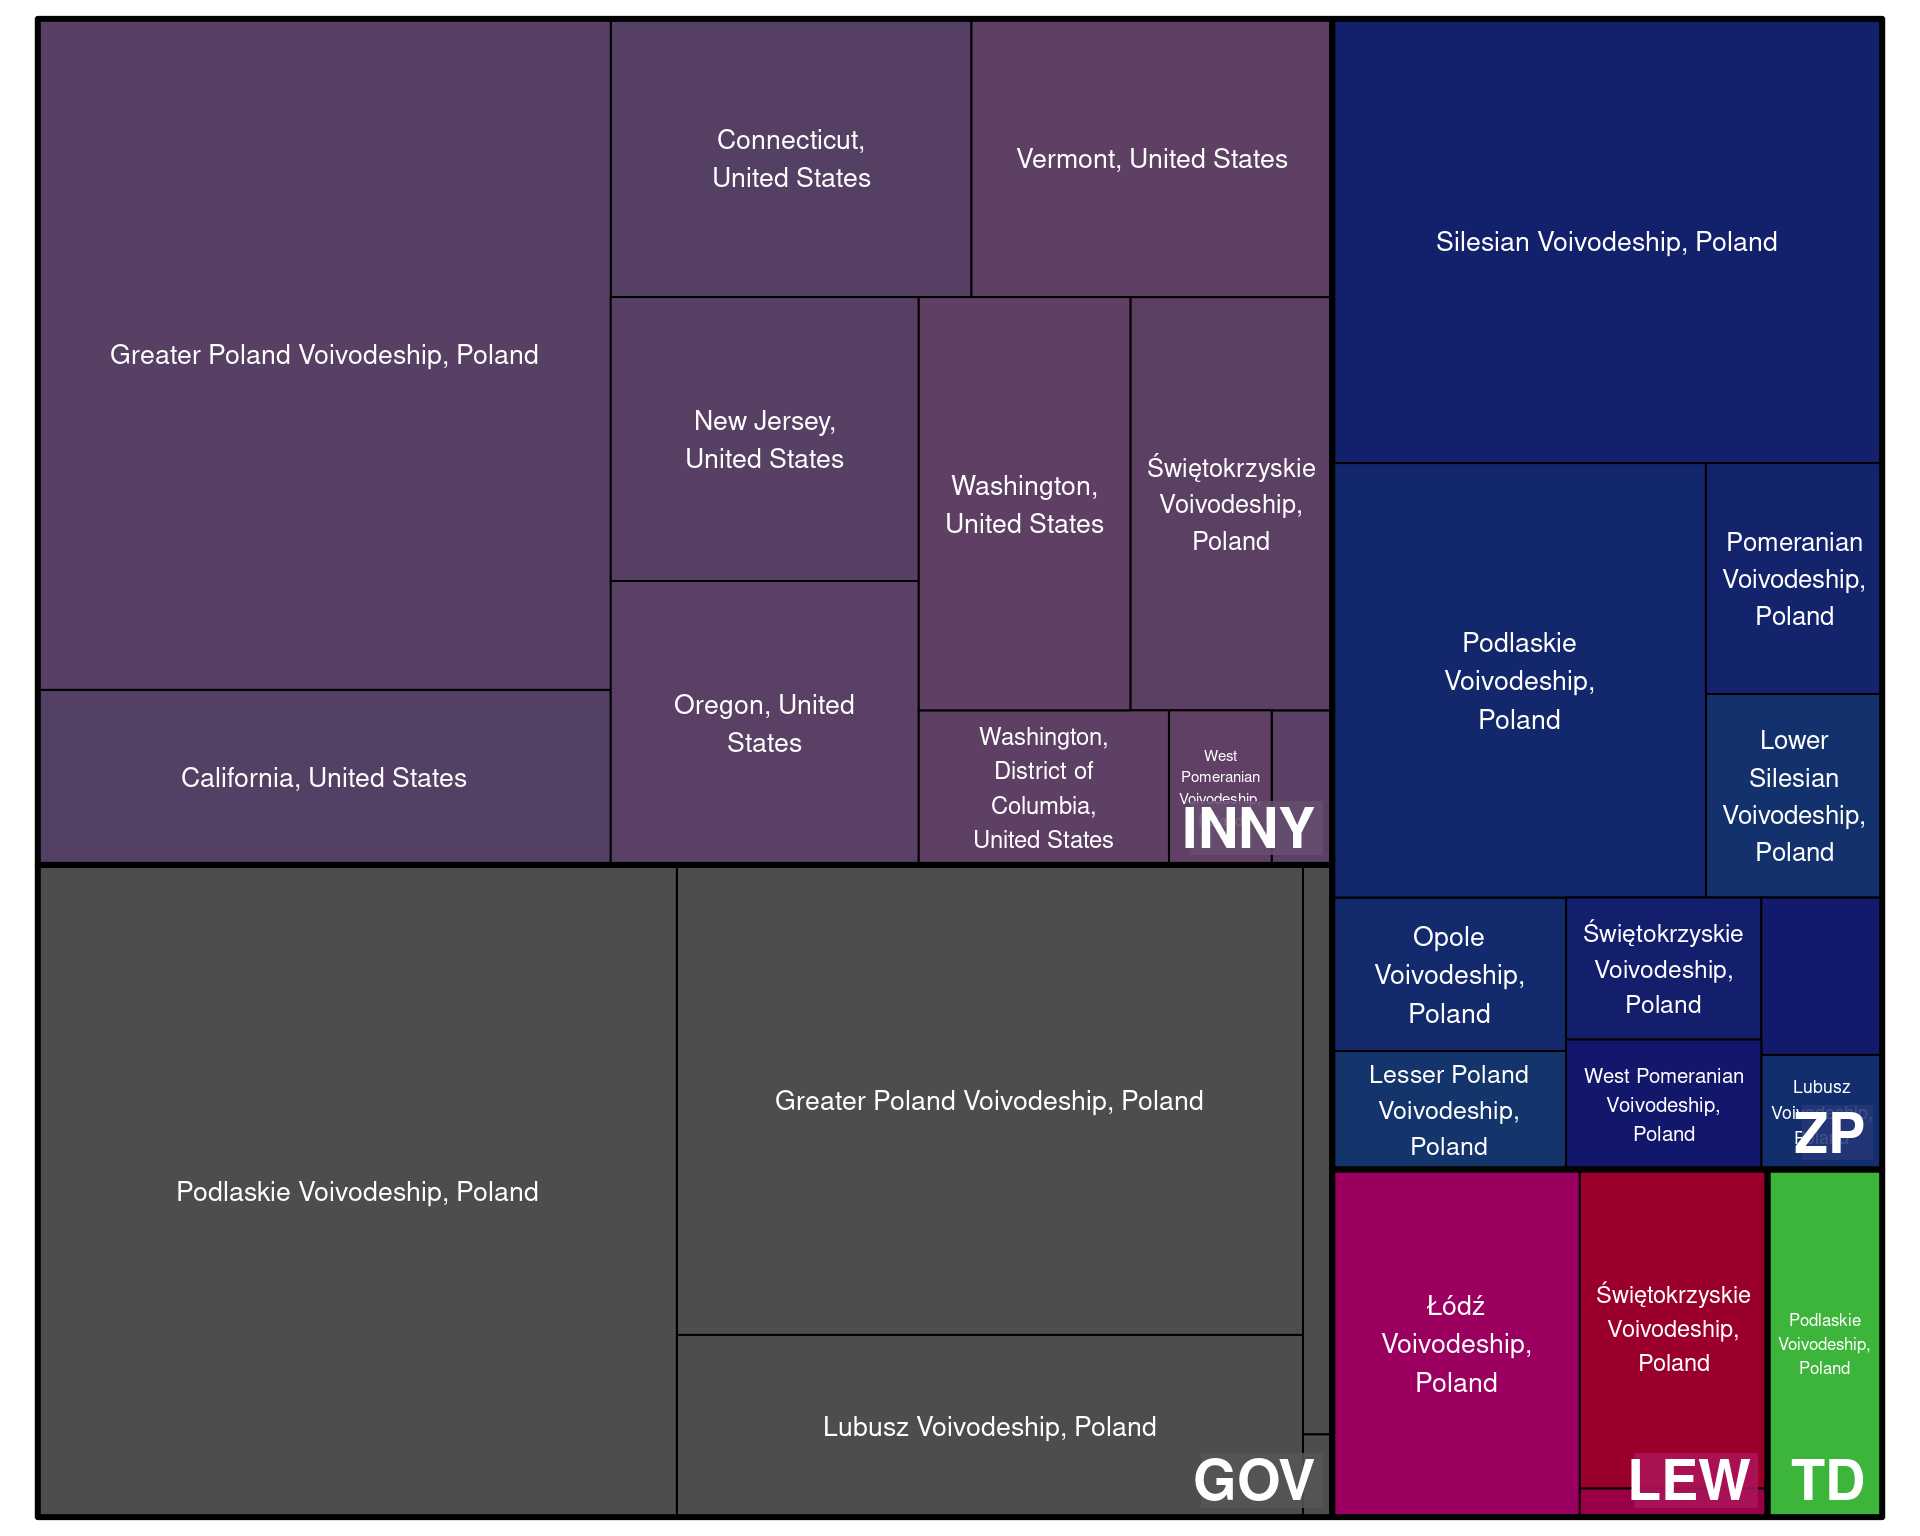 Greater Poland Voivodeship, Poland
California, United States
Connecticut,
United States
Vermont, United States
New Jersey,
United States
Oregon, United
States
Washington,
United States
Świętokrzyskie
Voivodeship,
Poland
Washington,
District of
Columbia,
United States
West
Pomeranian
Voivodeship,
INNY
Podlaskie Voivodeship, Poland
Greater Poland Voivodeship, Poland
Lubusz Voivodeship, Poland
GOV
Silesian Voivodeship, Poland
Podlaskie
Voivodeship,
Poland
Pomeranian
Voivodeship,
Poland
Lower
Silesian
Voivodeship,
Poland
Opole
Voivodeship,
Poland
Lesser Poland
Voivodeship,
Poland
Świętokrzyskie
Voivodeship,
Poland
West Pomeranian
Voivodeship,
Poland
Lubusz
Voivodeship,
Poland
ZP
Łódź
Voivodeship,
Poland
Świętokrzyskie
Voivodeship,
Poland
LEW
Podlaskie
Voivodeship,
Poland
TD